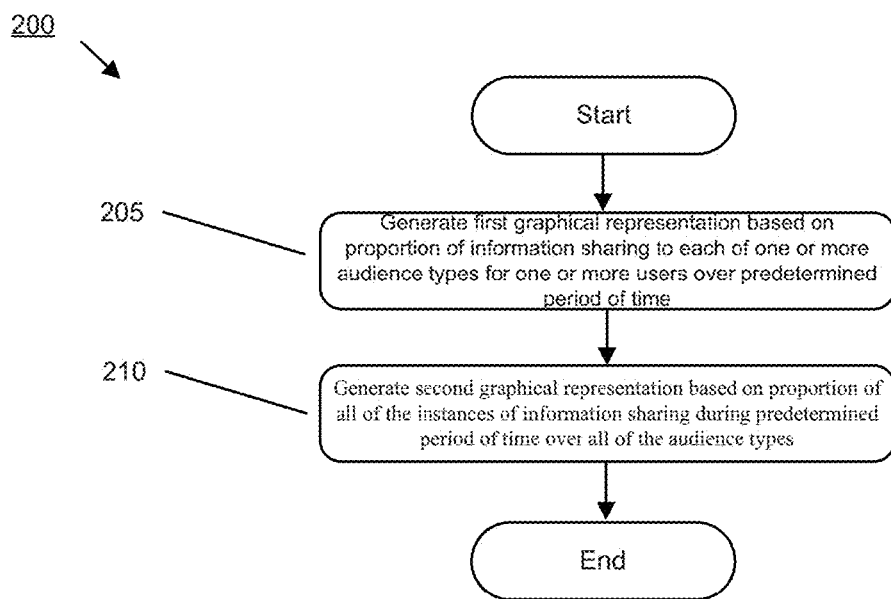 200
Start
205
Generate first graphical representation based on
proportion of information sharing to each of one or more
audience types for one or more users over predetermined
period of time
210
Generate second graphical representation based on proportion of
all of the instances of information sharing during predetermined
period of time over all of the audience types
End